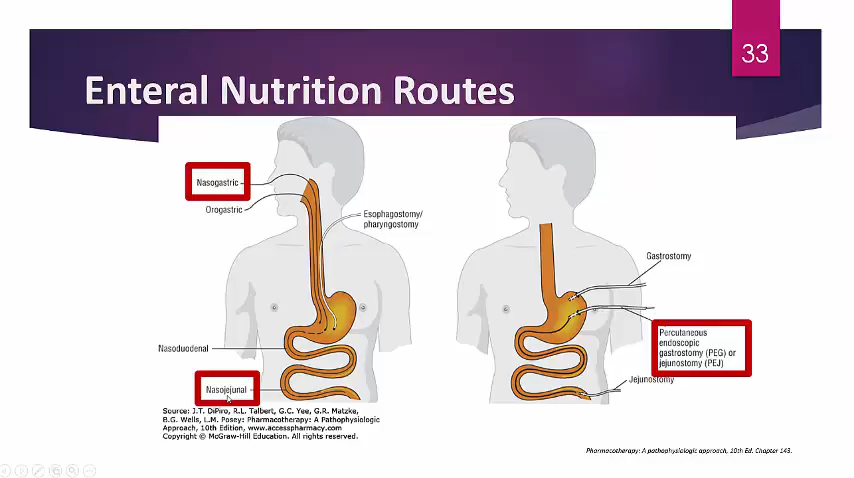 33
Enteral Nutrition Routes
Nasogastric
Orogastric
Esophagostomy/
pharyngostomy
Nasoduodenal
Nasojejunal
Gastrostomy
Percutaneous
endoscopic
gastrostomy (PEG) or
jejunostomy (PEJ)
Jejunostomy
Source: J.T. DiPiro, R.L. Talbert, G.C. Yee, G.R. Matzke,
B.G. Wells, L.M. Posey: Pharmacotherapy: A Pathophysiologic
Approach, 10th Edition, www.accesspharmacy.com
Copyright © McGraw-Hill Education. All rights reserved.
Pharmacotherapy: A pathophysiologic approach, 10th Ed. Chapter 143.